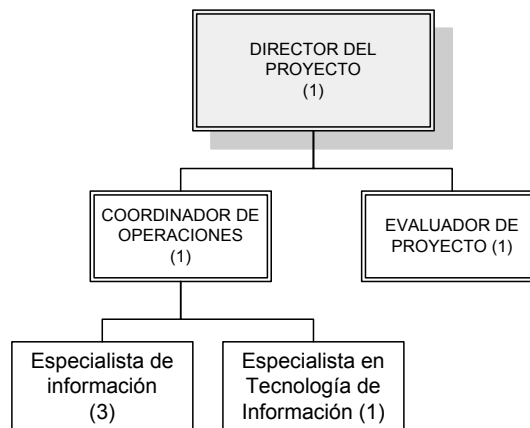 DIRECTOR DEL
PROYECTO
(1)
COORDINADOR DE
OPERACIONES
(1)
EVALUADOR DE
PROYECTO (1)
Especialista de
información
(3)
Especialista en
Tecnología de
Información (1)